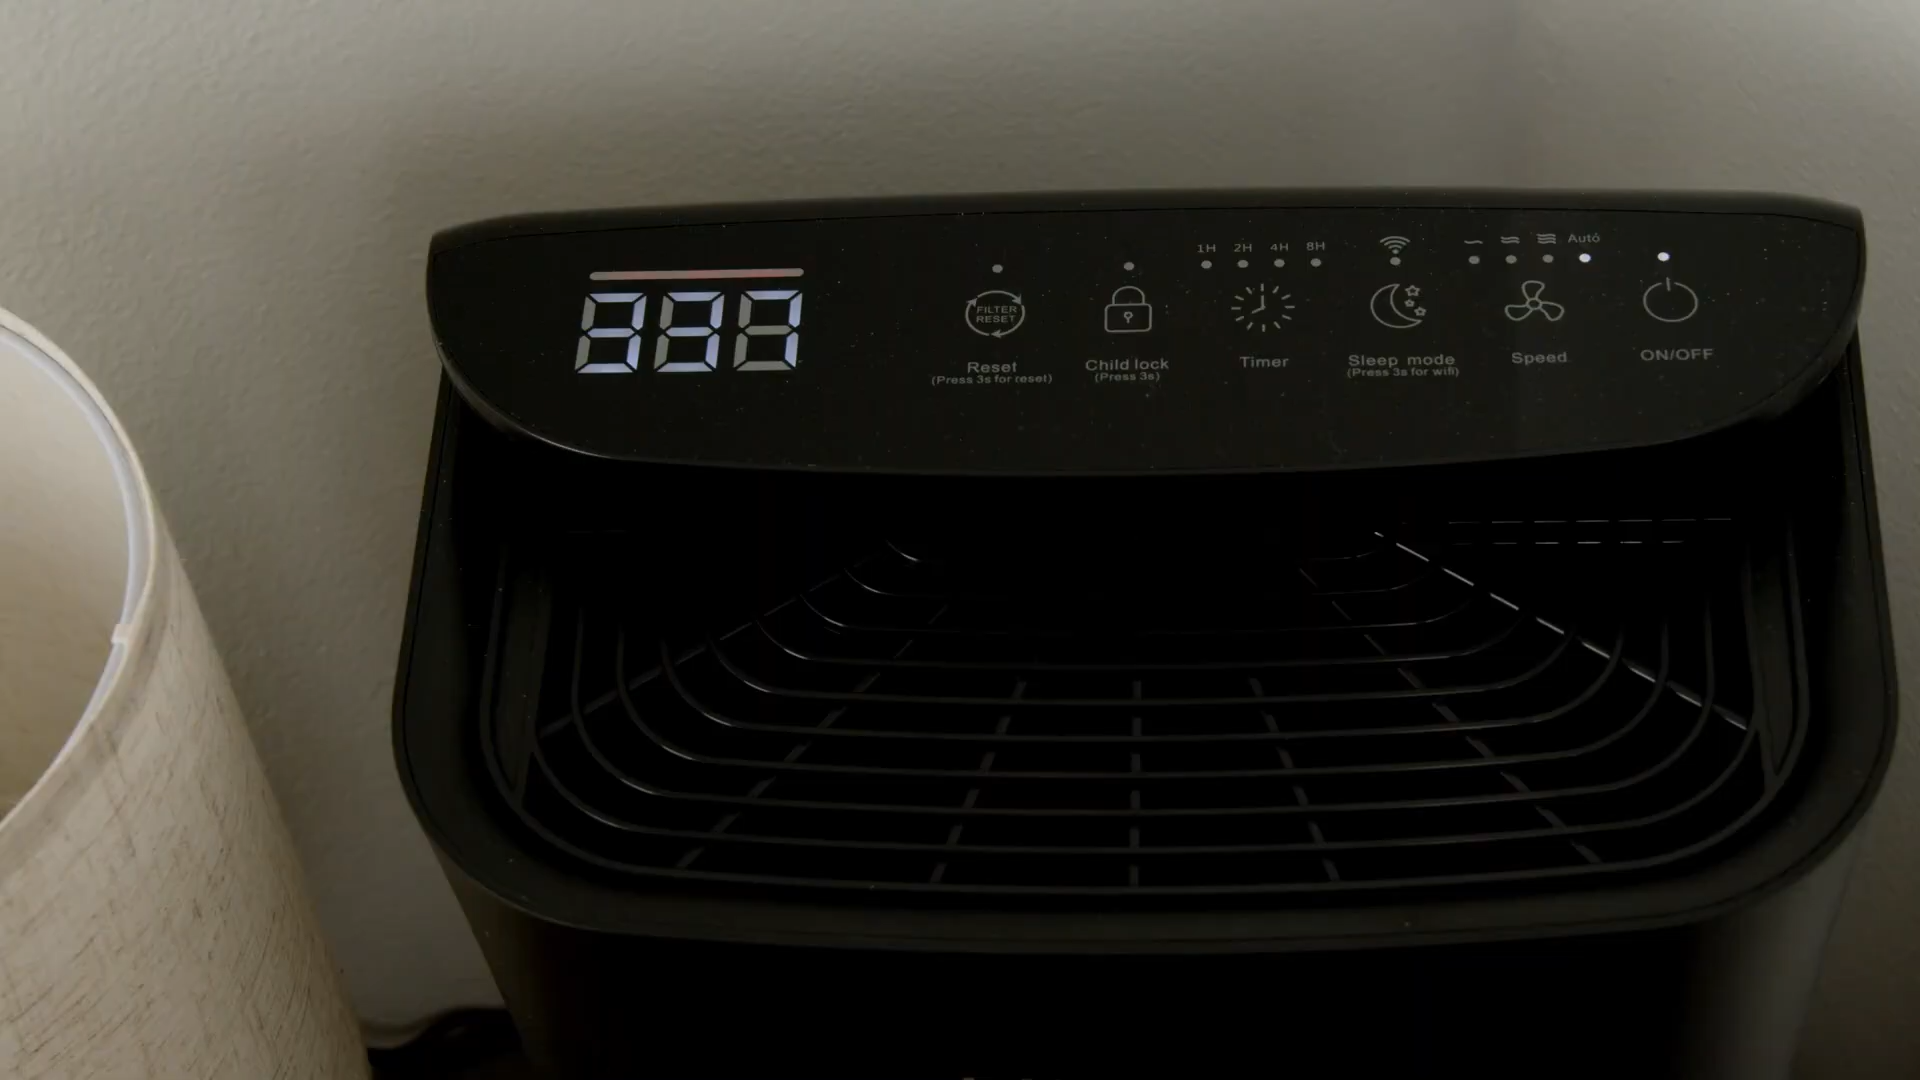 1H 2H 4H 8H
Auto
FILTER
RESET
Reset
(Press 3s for reset)
Child lock
(Press 3s)
Timer
Sleep mode
(Press 3s for wifi)
Speed
ON/OFF